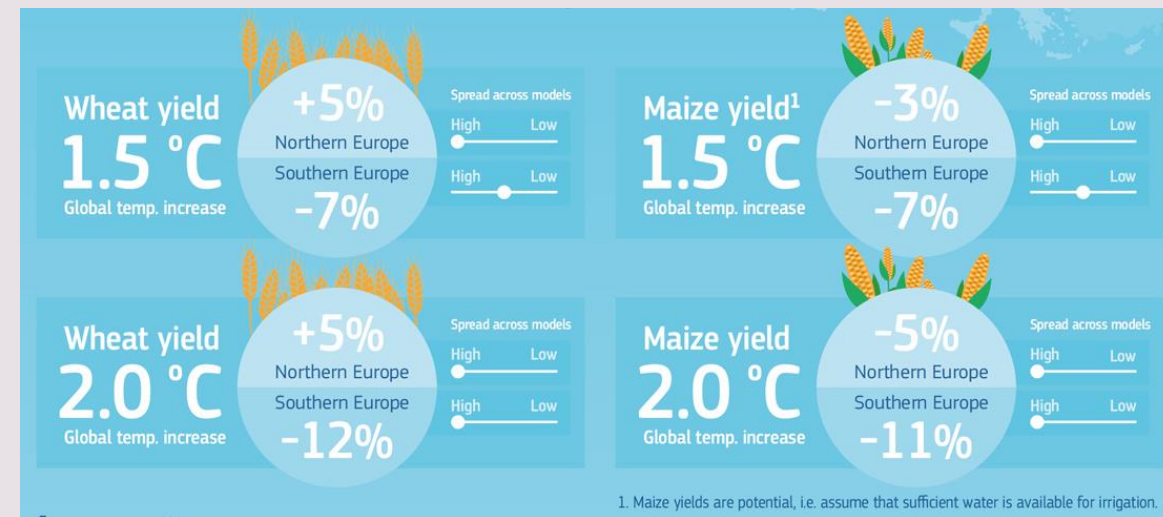 Wheat yield
1.5 °C
Global temp. increase
+5%
Northern Europe
Southern Europe
-7%
Spread across models
High Low
High Low
Maize yield¹
1.5 °C
Global temp. increase
-3%
Northern Europe
Southern Europe
-7%
Spread across models
High Low
High Low
Wheat yield
2.0 °C
Global temp. increase
+5%
Northern Europe
Southern Europe
-12%
Spread across models
High Low
High Low
Maize yield
2.0 °C
Global temp. increase
-5%
Northern Europe
Southern Europe
-11%
Spread across models
High Low
High Low
1. Maize yields are potential, i.e. assume that sufficient water is available for irrigation.